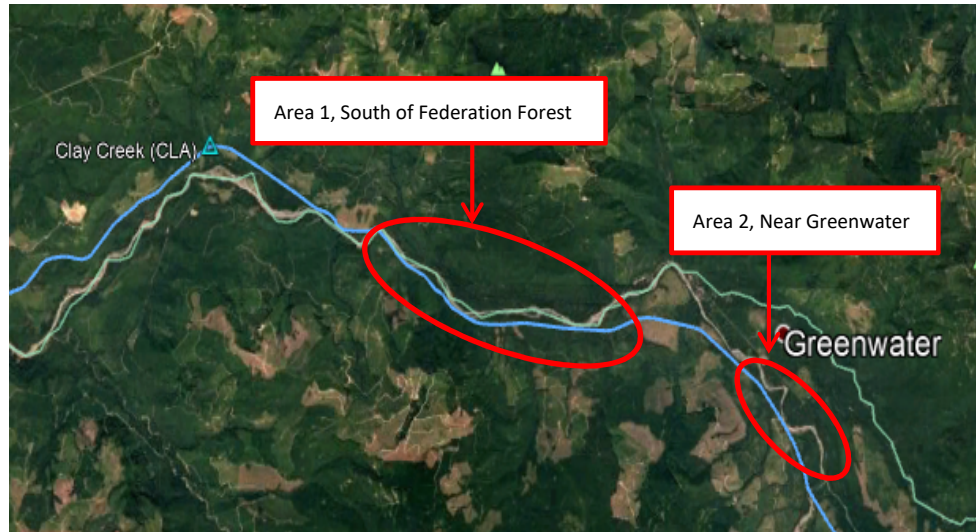 Area 1, South of Federation Forest
Clay Creek (CLA)
Area 2, Near Greenwater
Greenwater